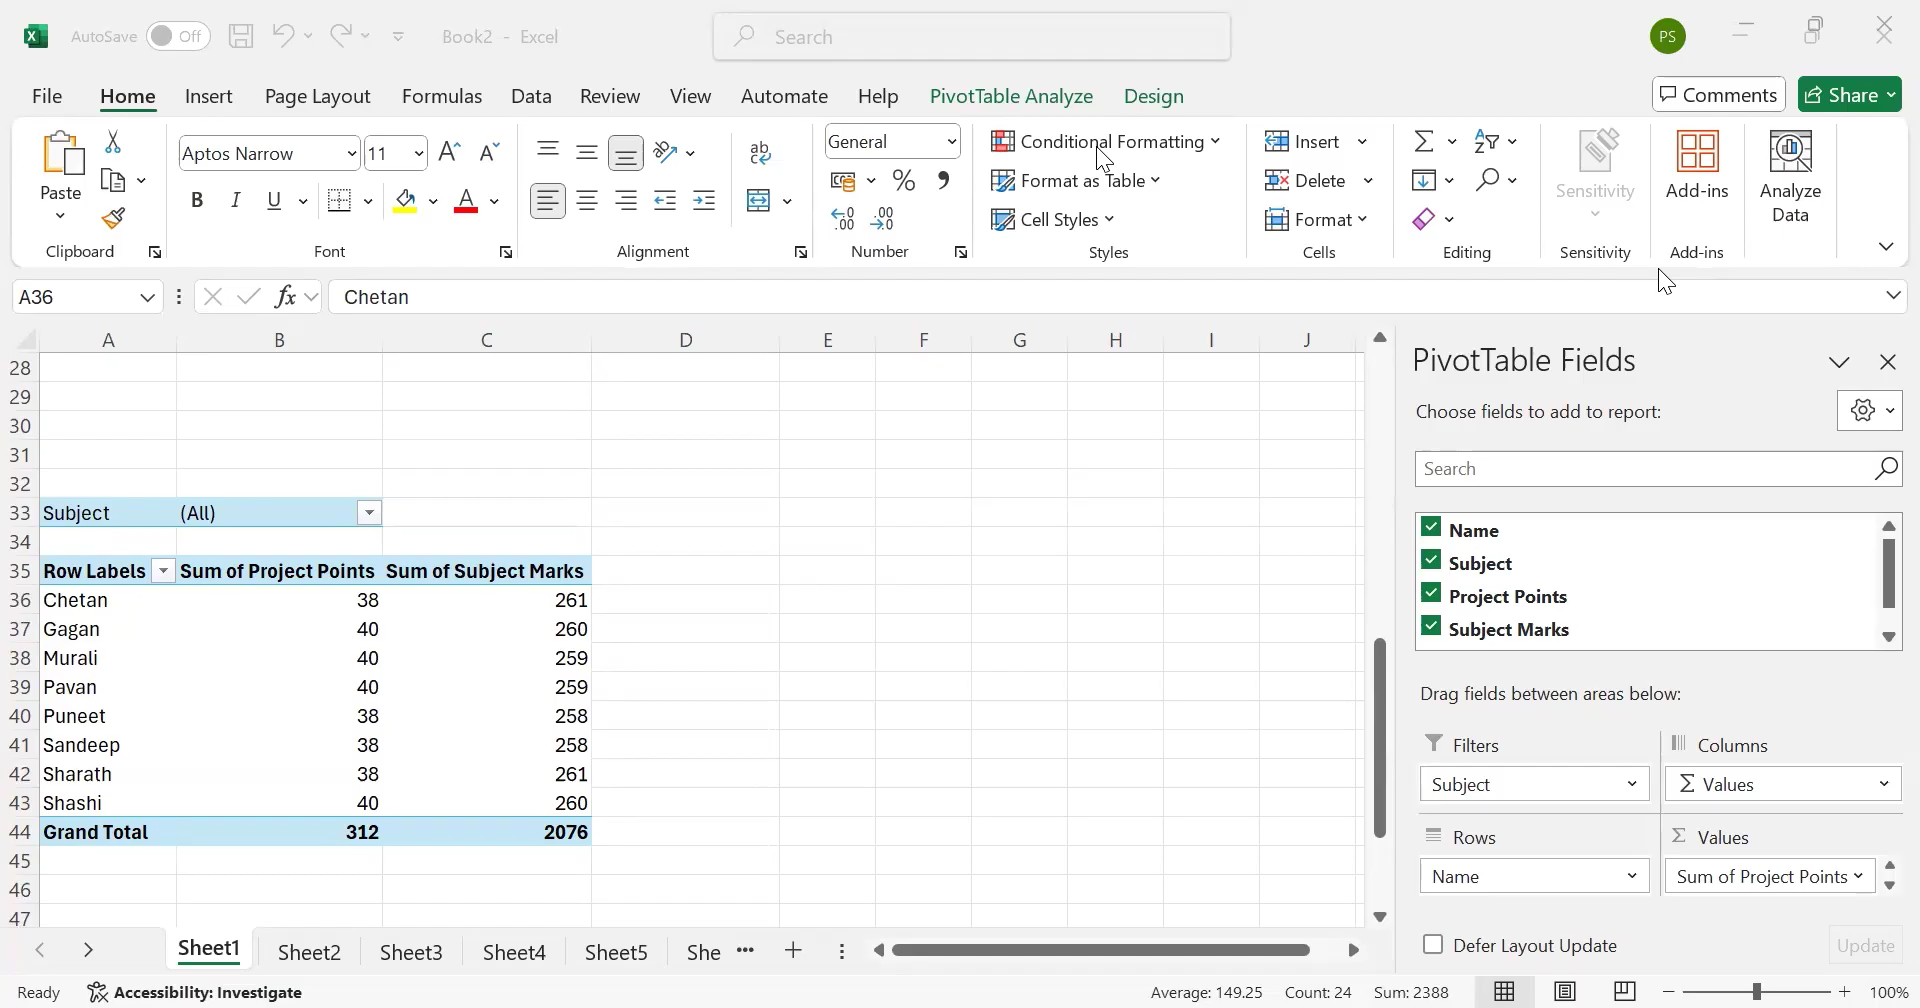 AutoSave Off Book2 - Excel Search PS
File Home Insert Page Layout Formulas Data Review View Automate Help PivotTable Analyze Design Comments Share
Paste
Clipboard
Aptos Narrow 11
B I U A
Font
ab
Alignment
General
% ,
.00 .00
Number
Conditional Formatting
Format as Table
Cell Styles
Styles
Insert
Delete
Format
Cells
Editing
Sensitivity
Sensitivity
Add-ins
Add-ins
Analyze
Data
A36 fx Chetan
A B C D E F G H I J
28
29
30
31
32
33 Subject (All)
34
35 Row Labels Sum of Project Points Sum of Subject Marks
36 Chetan 38 261
37 Gagan 40 260
38 Murali 40 259
39 Pavan 40 259
40 Puneet 38 258
41 Sandeep 38 258
42 Sharath 38 261
43 Shashi 40 260
44 Grand Total 312 2076
45
46
47
PivotTable Fields
Choose fields to add to report:
Search
Name
Subject
Project Points
Subject Marks
Drag fields between areas below:
Filters
Subject
Columns
Σ Values
Rows
Name
Σ Values
Sum of Project Points
Defer Layout Update Update
Sheet1 Sheet2 Sheet3 Sheet4 Sheet5 She ...
Ready Accessibility: Investigate Average: 149.25 Count: 24 Sum: 2388 100%